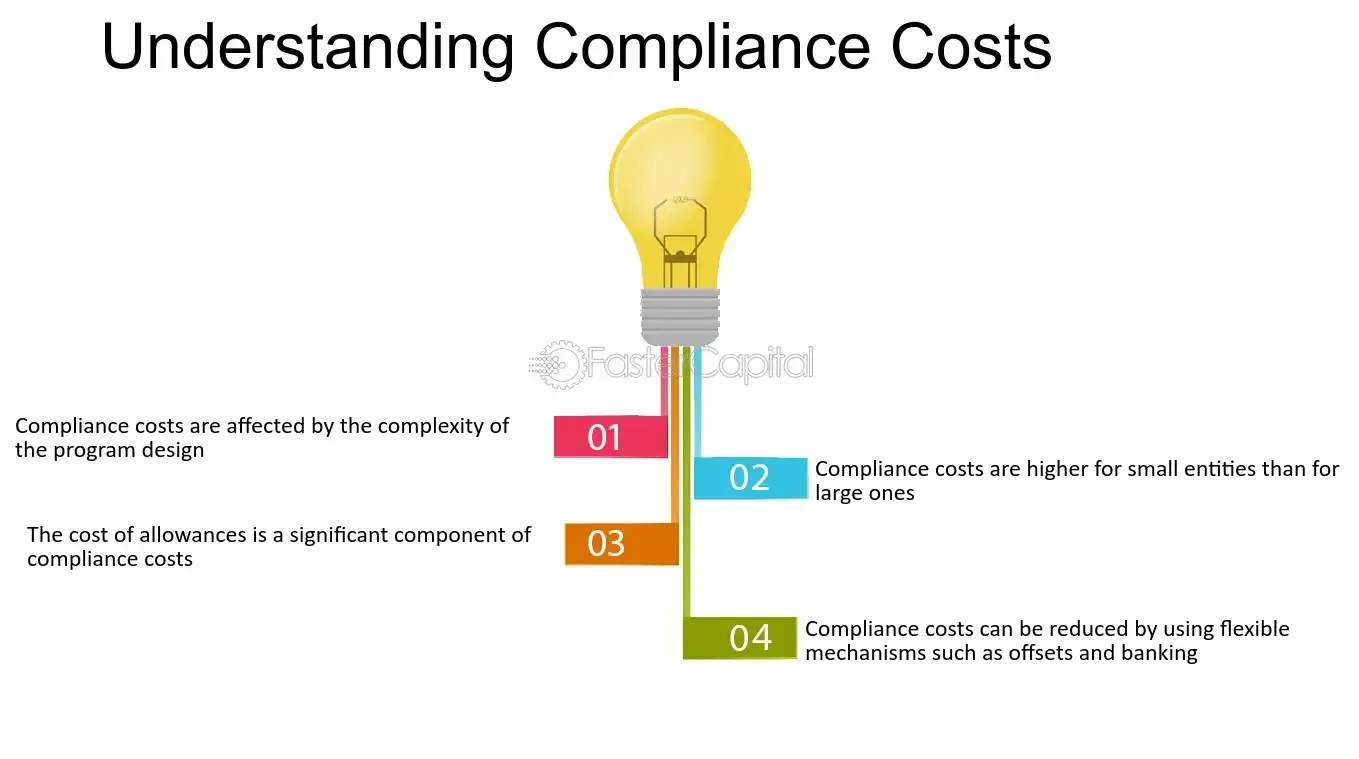 Understanding Compliance Costs
FasterCapital
Compliance costs are affected by the complexity of
the program design
01
02
Compliance costs are higher for small entities than for
large ones
The cost of allowances is a significant component of
compliance costs
03
04
Compliance costs can be reduced by using flexible
mechanisms such as offsets and banking